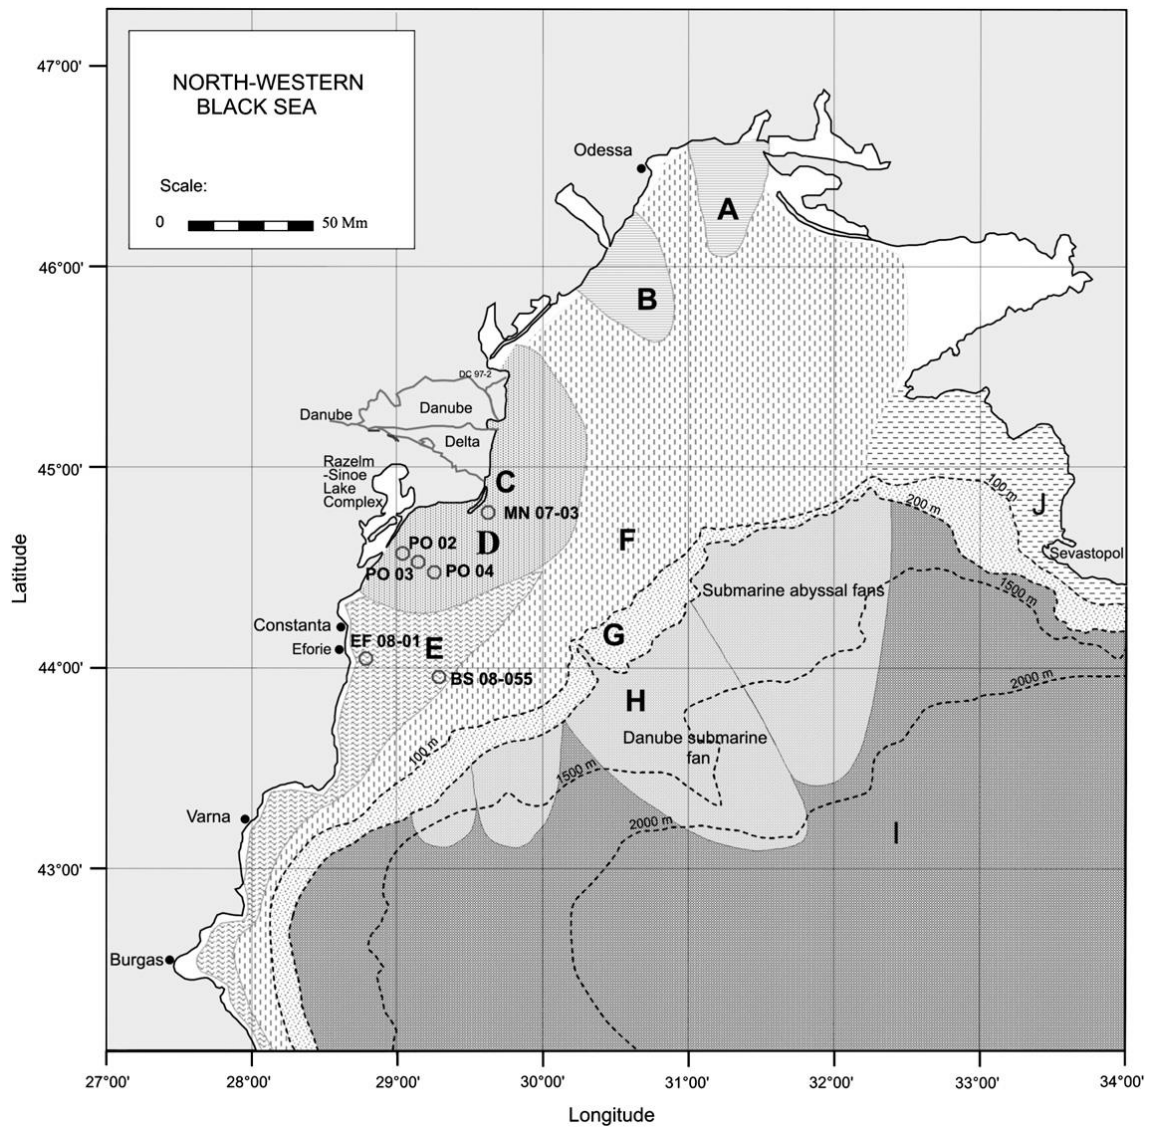 NORTH-WESTERN
BLACK SEA
Scale:
0
50 Mm
47°00'
46°00'
45°00'
44°00'
43°00'
Latitude
Odessa
A
B
DC 97-2
Danube
Danube
Delta
Razelm
-Sinoe
Lake
Complex
C
MN 07-03
D
PO 02
PO 03
PO 04
F
J
100 m
200 m
Sevastopol
Submarine abyssal fans
1500 m
Constanta
Eforie
EF 08-01
E
G
BS 08-055
2000 m
H
Danube submarine
fan
100 m
1500 m
2000 m
I
Varna
Burgas
27°00'
28°00'
29°00'
30°00'
31°00'
32°00'
33°00'
34°00'
Longitude